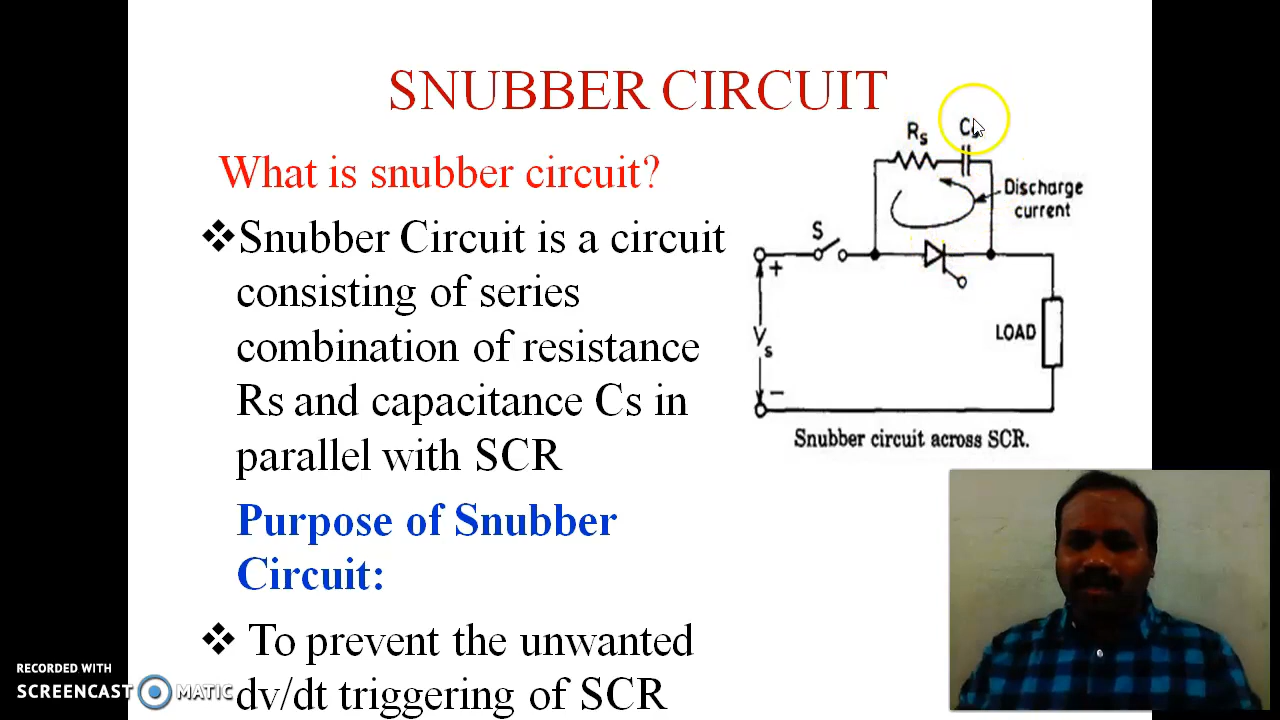 SNUBBER CIRCUIT
What is snubber circuit?
❖Snubber Circuit is a circuit
consisting of series
combination of resistance
Rs and capacitance Cs in
parallel with SCR
Purpose of Snubber
Circuit:
❖ To prevent the unwanted
dv/dt triggering of SCR
Rs
Discharge
current
S
+
Vs
LOAD
−
Snubber circuit across SCR.
RECORDED WITH
SCREENCAST MATIC